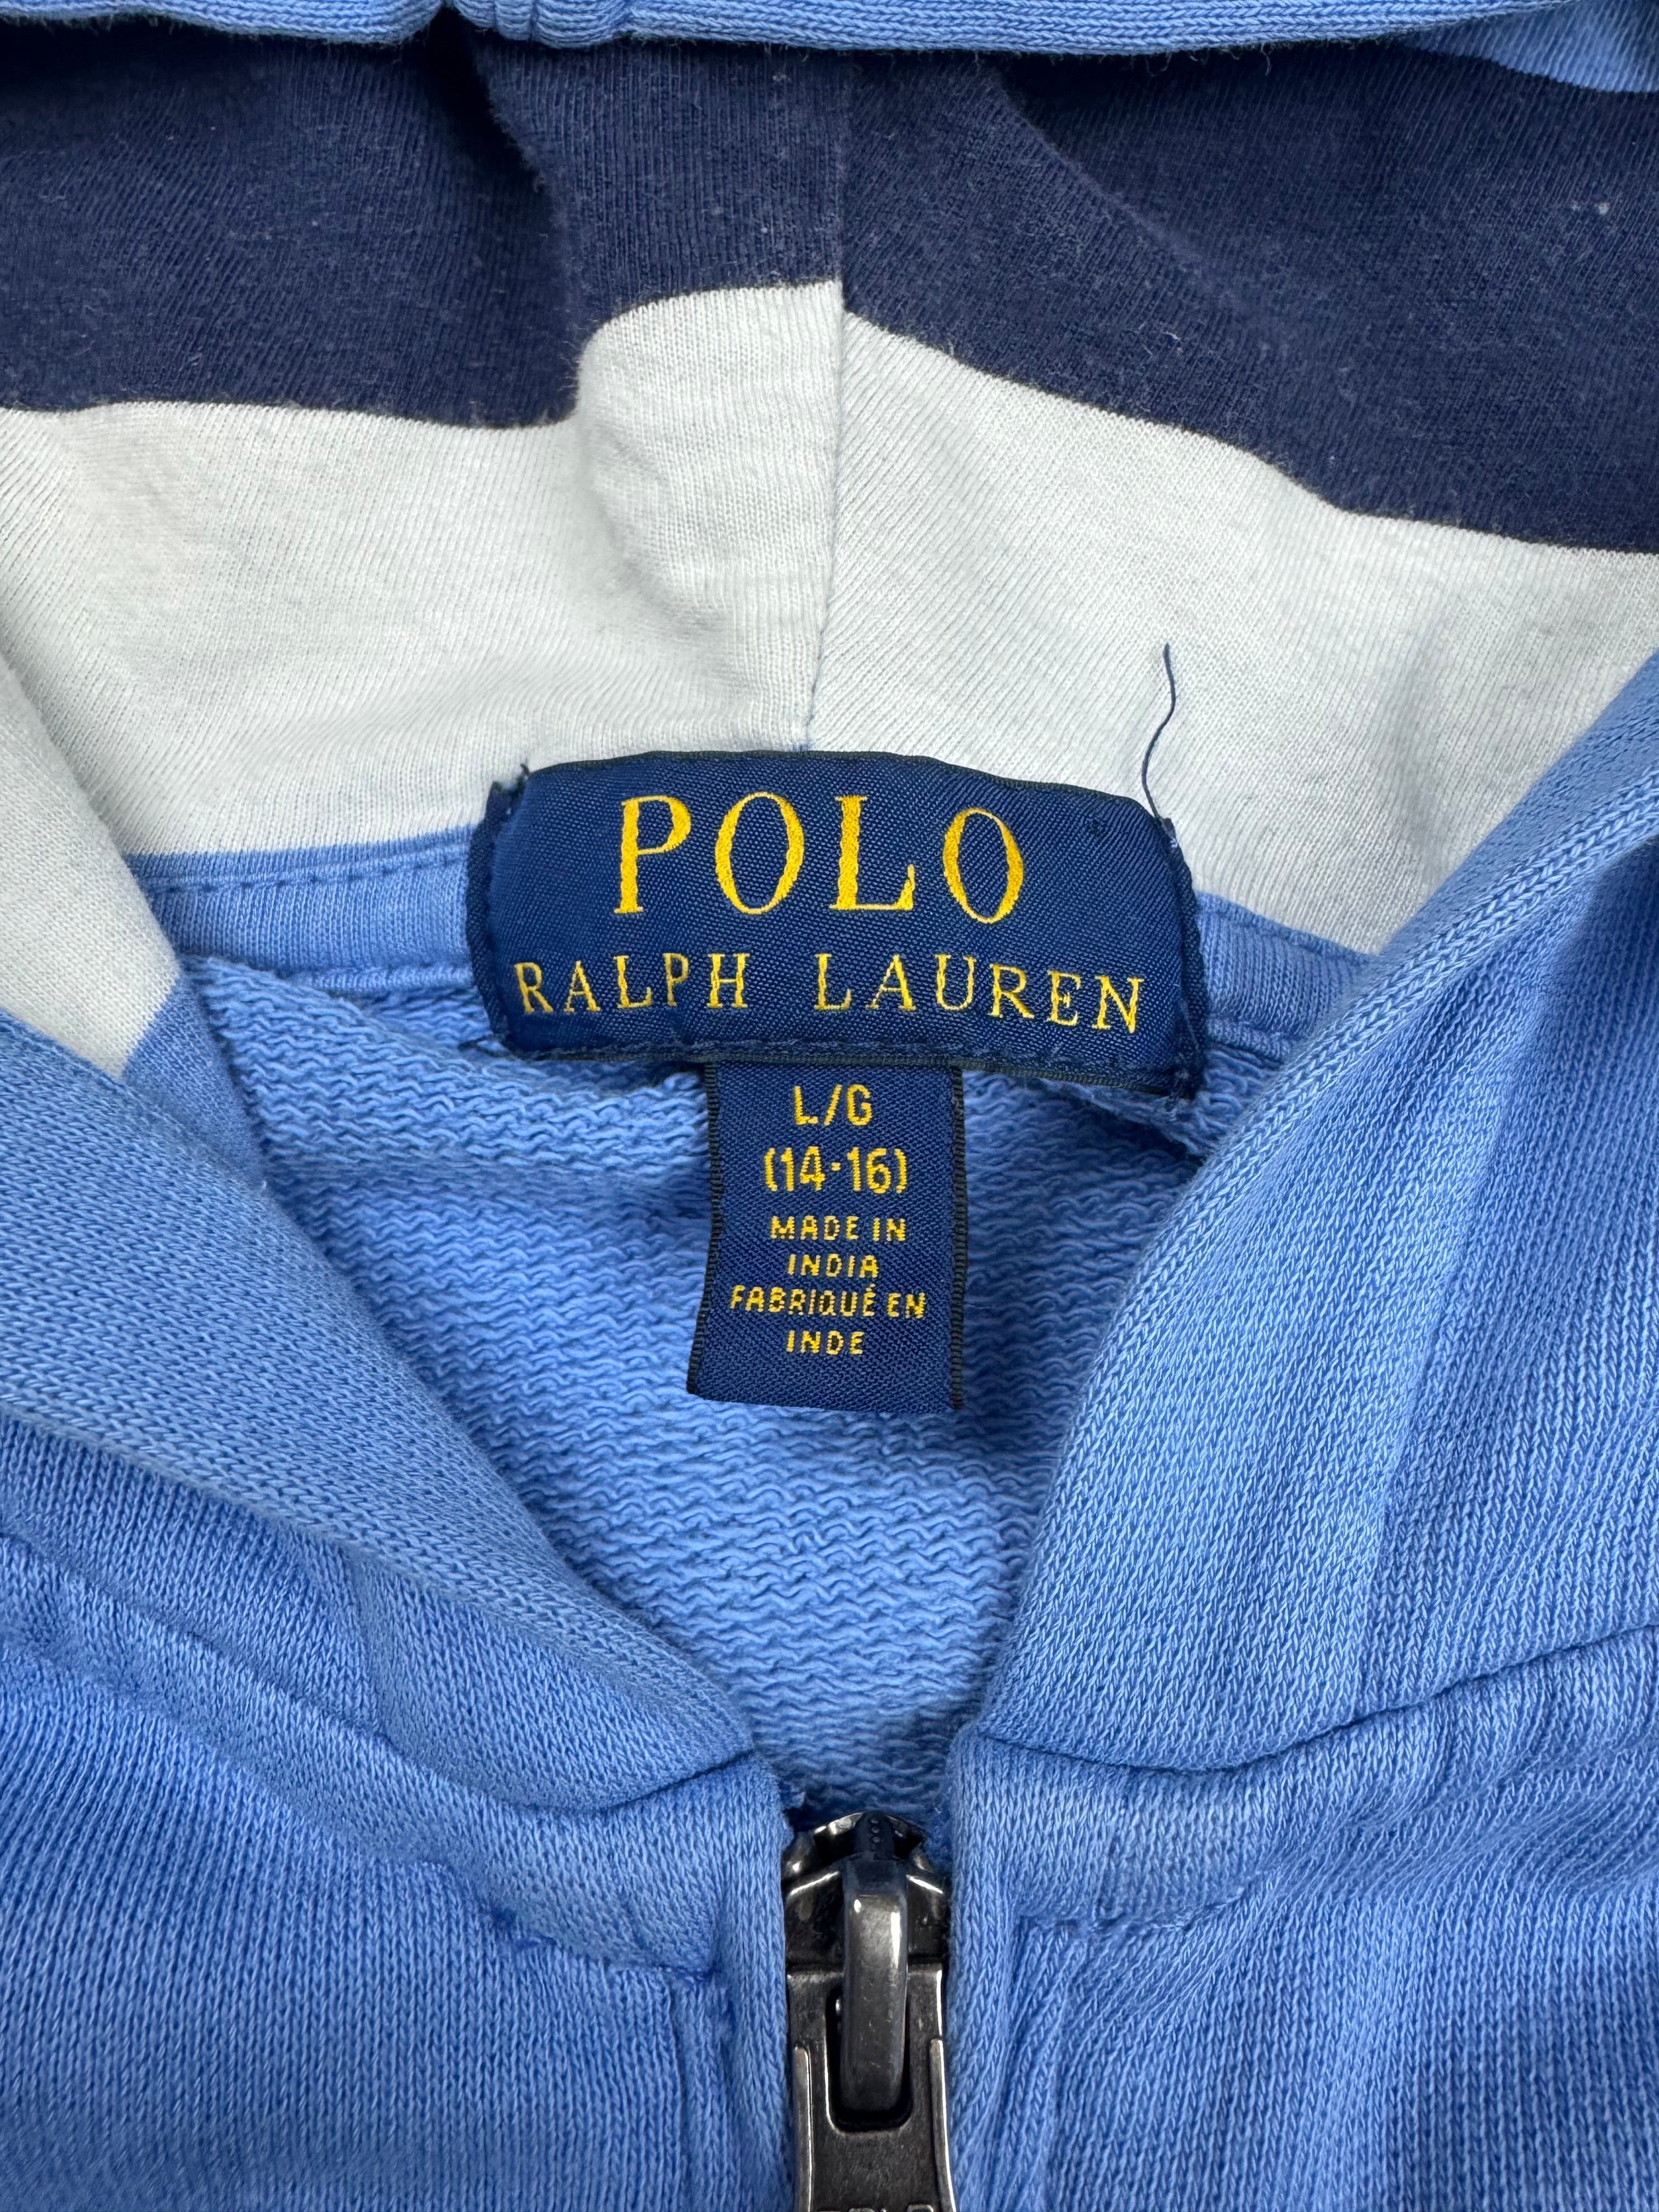 POLO
RALPH LAUREN
L/G
(14-16)
MADE IN
INDIA
FABRIQUÉ EN
INDE